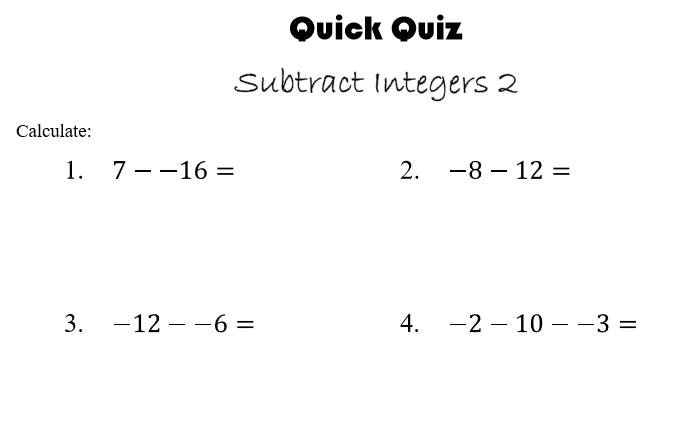 Quick Quiz
Subtract Integers 2
Calculate:
1. 7 − −16 = 2. −8 − 12 =
3. −12 − −6 = 4. −2 − 10 − −3 =